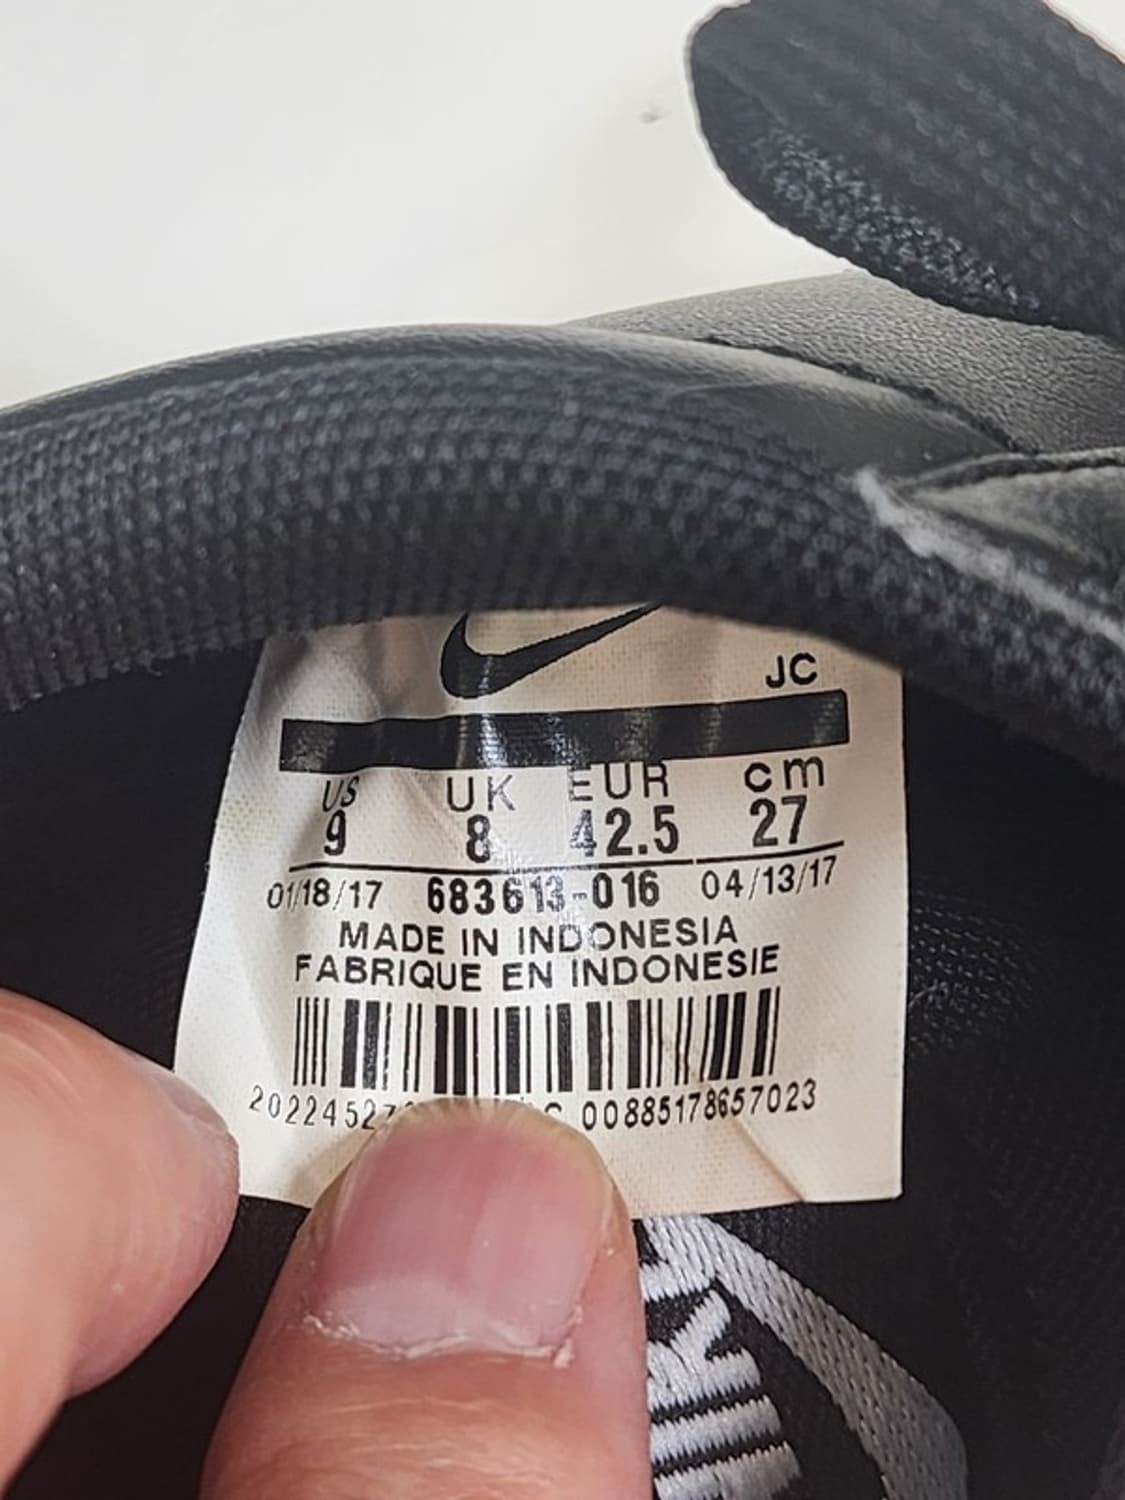 JC
US UK EUR cm
9 8 42.5 27
01/18/17 683613-016 04/13/17
MADE IN INDONESIA
FABRIQUE EN INDONESIE
00885178657023